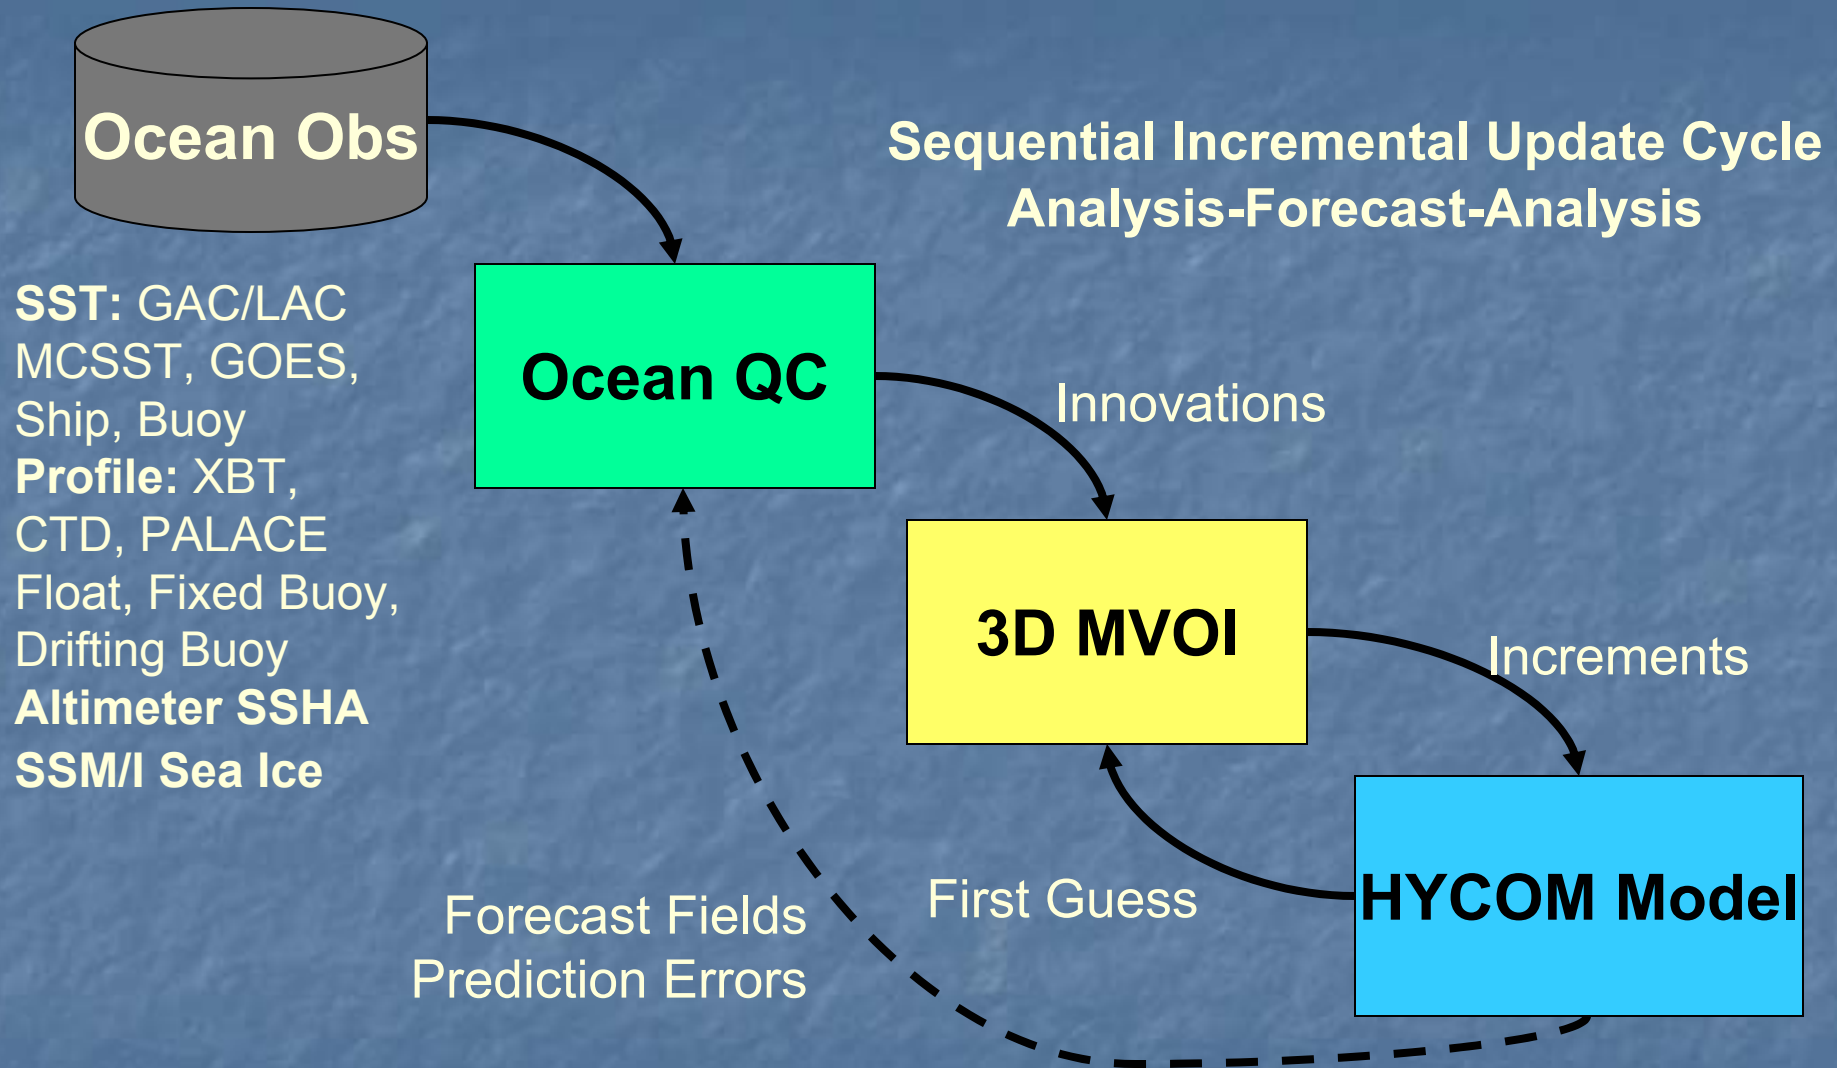 Ocean Obs
Sequential Incremental Update Cycle
Analysis-Forecast-Analysis
SST: GAC/LAC
MCSST, GOES,
Ship, Buoy
Profile: XBT,
CTD, PALACE
Float, Fixed Buoy,
Drifting Buoy
Altimeter SSHA
SSM/I Sea Ice
Ocean QC
Innovations
3D MVOI
Increments
HYCOM Model
First Guess
Forecast Fields
Prediction Errors